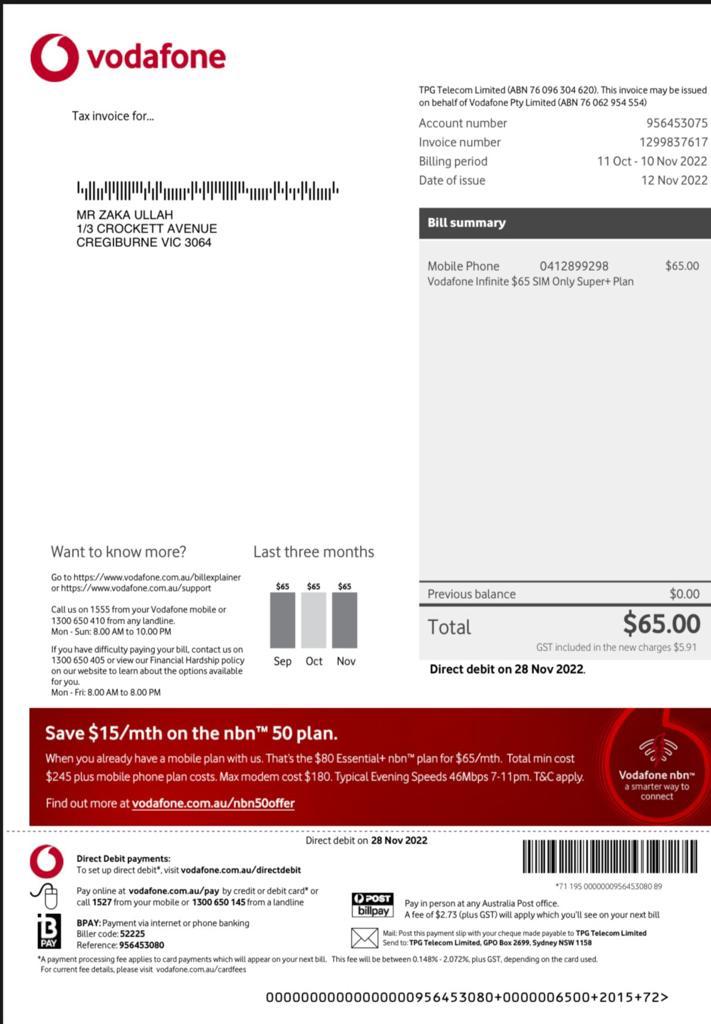 vodafone
TPG Telecom Limited (ABN 76 096 304 620). This invoice may be issued
on behalf of Vodafone Pty Limited (ABN 76 062 954 554)
Tax invoice for...
Account number 956453075
Invoice number 1299837617
Billing period 11 Oct - 10 Nov 2022
Date of issue 12 Nov 2022
MR ZAKA ULLAH
1/3 CROCKETT AVENUE
CREGIBURNE VIC 3064
Bill summary
Mobile Phone 0412899298 $65.00
Vodafone Infinite $65 SIM Only Super+ Plan
Want to know more?
Go to https://www.vodafone.com.au/billexplainer
or https://www.vodafone.com.au/support
Call us on 1555 from your Vodafone mobile or
1300 650 410 from any landline.
Mon - Sun: 8.00 AM to 10.00 PM
If you have difficulty paying your bill, contact us on
1300 650 405 or view our Financial Hardship policy
on our website to learn about the options available
for you.
Mon - Fri: 8.00 AM to 8.00 PM
Last three months
$65 $65 $65
Sep Oct Nov
Previous balance $0.00
Total $65.00
GST included in the new charges $5.91
Direct debit on 28 Nov 2022.
Save $15/mth on the nbn™ 50 plan.
When you already have a mobile plan with us. That's the $80 Essential+ nbn™ plan for $65/mth. Total min cost
$245 plus mobile phone plan costs. Max modem cost $180. Typical Evening Speeds 46Mbps 7-11pm. T&C apply.
Find out more at vodafone.com.au/nbn50offer
Vodafone nbn™
a smarter way to
connect
Direct debit on 28 Nov 2022
Direct Debit payments:
To set up direct debit*, visit vodafone.com.au/directdebit
*71 195 0000000956453080 89
Pay online at vodafone.com.au/pay by credit or debit card* or
call 1527 from your mobile or 1300 650 145 from a landline
POST
billpay
Pay in person at any Australia Post office.
A fee of $2.73 (plus GST) will apply which you'll see on your next bill
B
PAY
BPAY: Payment via internet or phone banking
Biller code: 52225
Reference: 956453080
Mail: Post this payment slip with your cheque made payable to TPG Telecom Limited
Send to: TPG Telecom Limited, GPO Box 2699, Sydney NSW 1158
*A payment processing fee applies to card payments which will appear on your next bill. This fee will be between 0.148% - 2.072%, plus GST, depending on the card used.
For current fee details, please visit vodafone.com.au/cardfees
00000000000000000956453080+0000006500+2015+72>